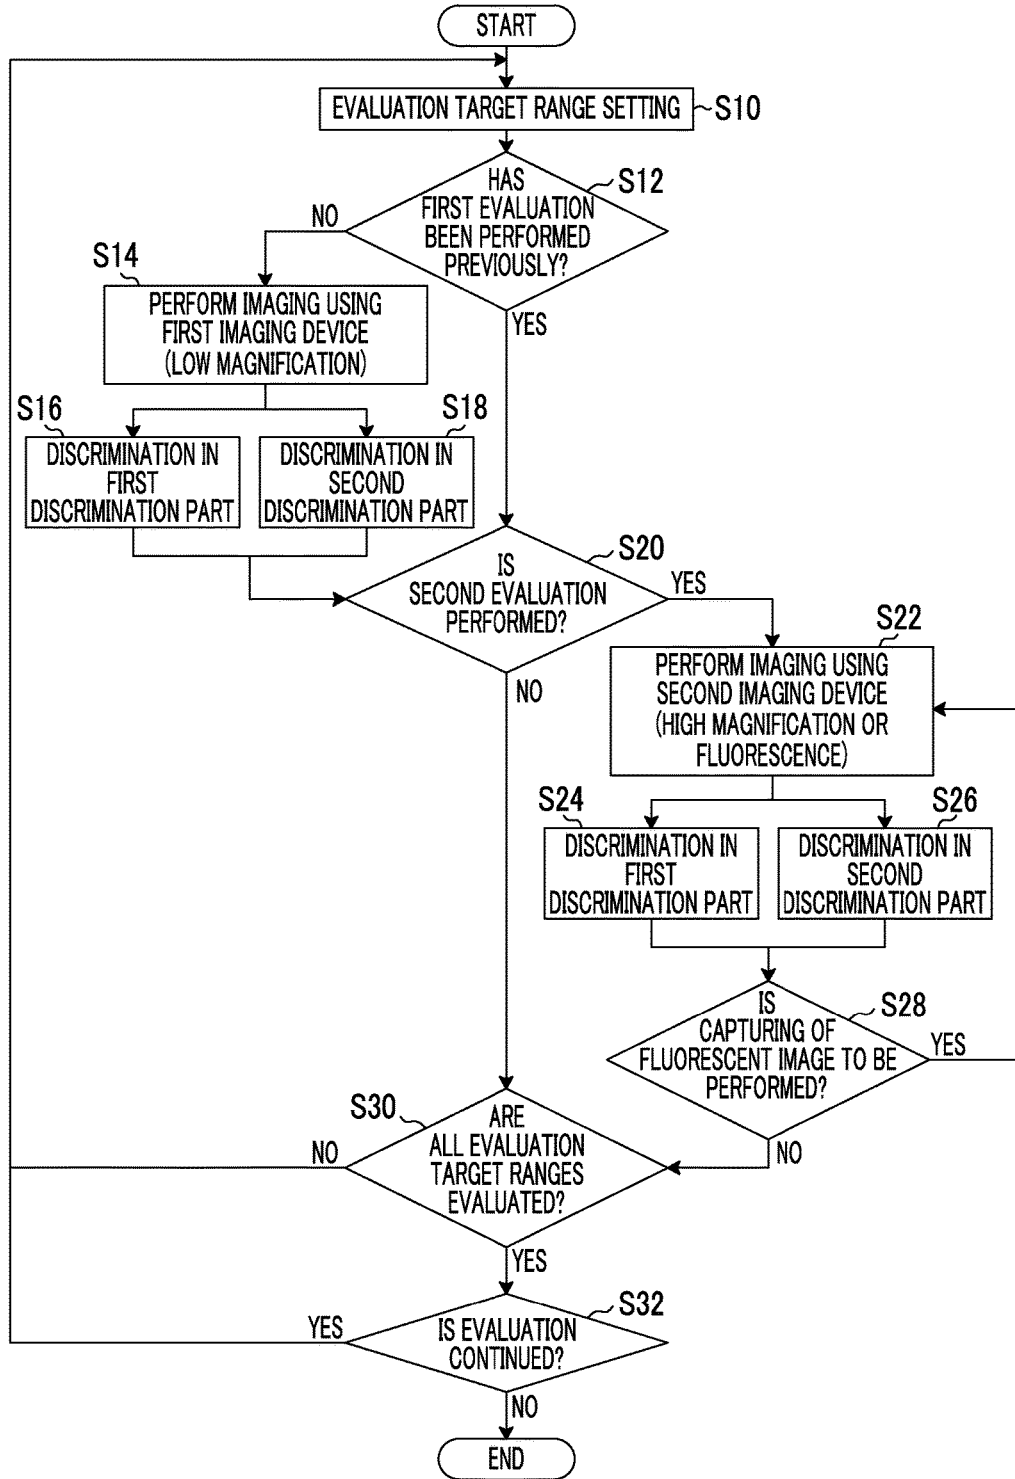 START
EVALUATION TARGET RANGE SETTING
S10
HAS
FIRST EVALUATION
BEEN PERFORMED
PREVIOUSLY?
S12
NO
YES
S14
PERFORM IMAGING USING
FIRST IMAGING DEVICE
(LOW MAGNIFICATION)
S16
DISCRIMINATION IN
FIRST
DISCRIMINATION PART
S18
DISCRIMINATION IN
SECOND
DISCRIMINATION PART
IS
SECOND EVALUATION
PERFORMED?
S20
YES
NO
S22
PERFORM IMAGING USING
SECOND IMAGING DEVICE
(HIGH MAGNIFICATION OR
FLUORESCENCE)
S24
DISCRIMINATION IN
FIRST
DISCRIMINATION PART
S26
DISCRIMINATION IN
SECOND
DISCRIMINATION PART
IS
CAPTURING OF
FLUORESCENT IMAGE TO BE
PERFORMED?
S28
YES
NO
S30
ARE
ALL EVALUATION
TARGET RANGES
EVALUATED?
NO
YES
S32
IS EVALUATION
CONTINUED?
YES
NO
END